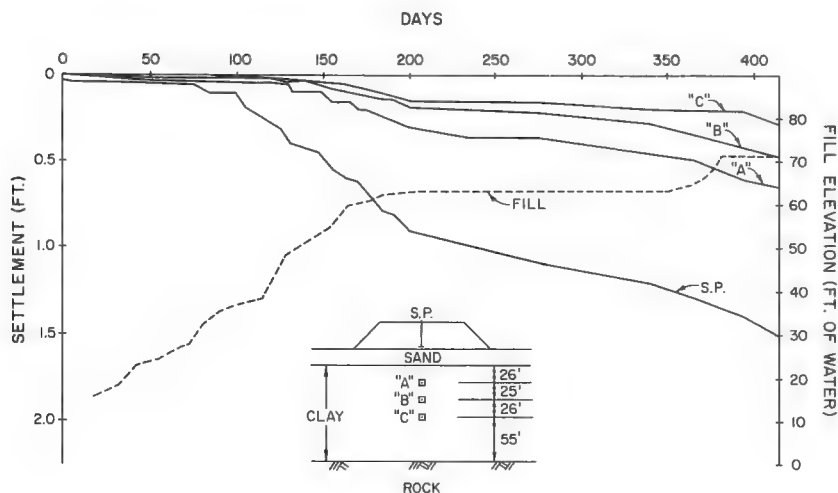 DAYS
0 50 100 150 200 250 300 350 400
0
0.5
1.0
1.5
2.0
SETTLEMENT (FT.)
"C"
"B"
"A"
FILL
S.P.
80
70
60
50
40
30
20
10
0
FILL ELEVATION (FT. OF WATER)
S.P.
SAND
"A"
"B"
"C"
CLAY
26'
25'
26'
55'
ROCK